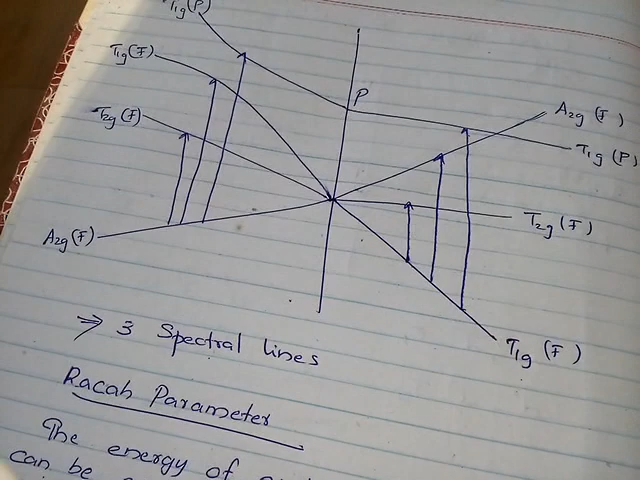 T1g(P)
T1g(F)
T2g(F)
A2g(F)
P
A2g(F)
T1g(P)
T2g(F)
T1g(F)
⇒ 3 Spectral lines
Racah Parameter
The energy of
can be